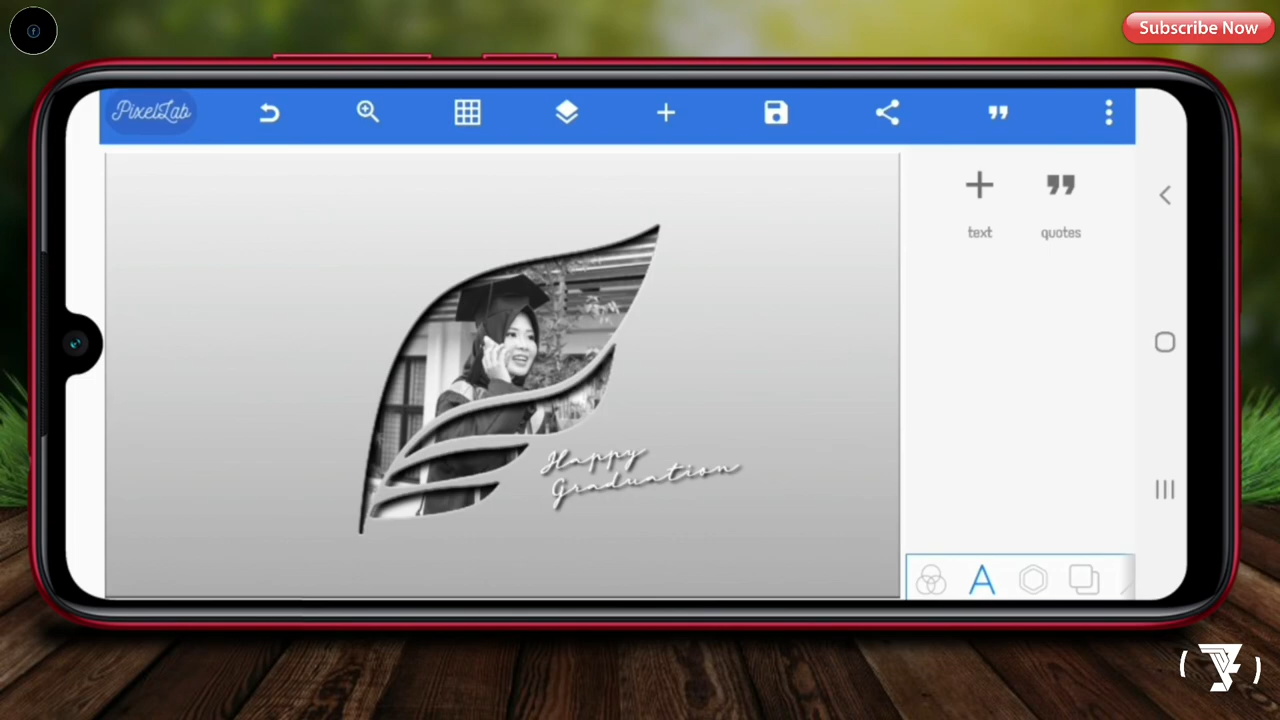 Subscribe Now
PixelLab
text
quotes
Happy
Graduation